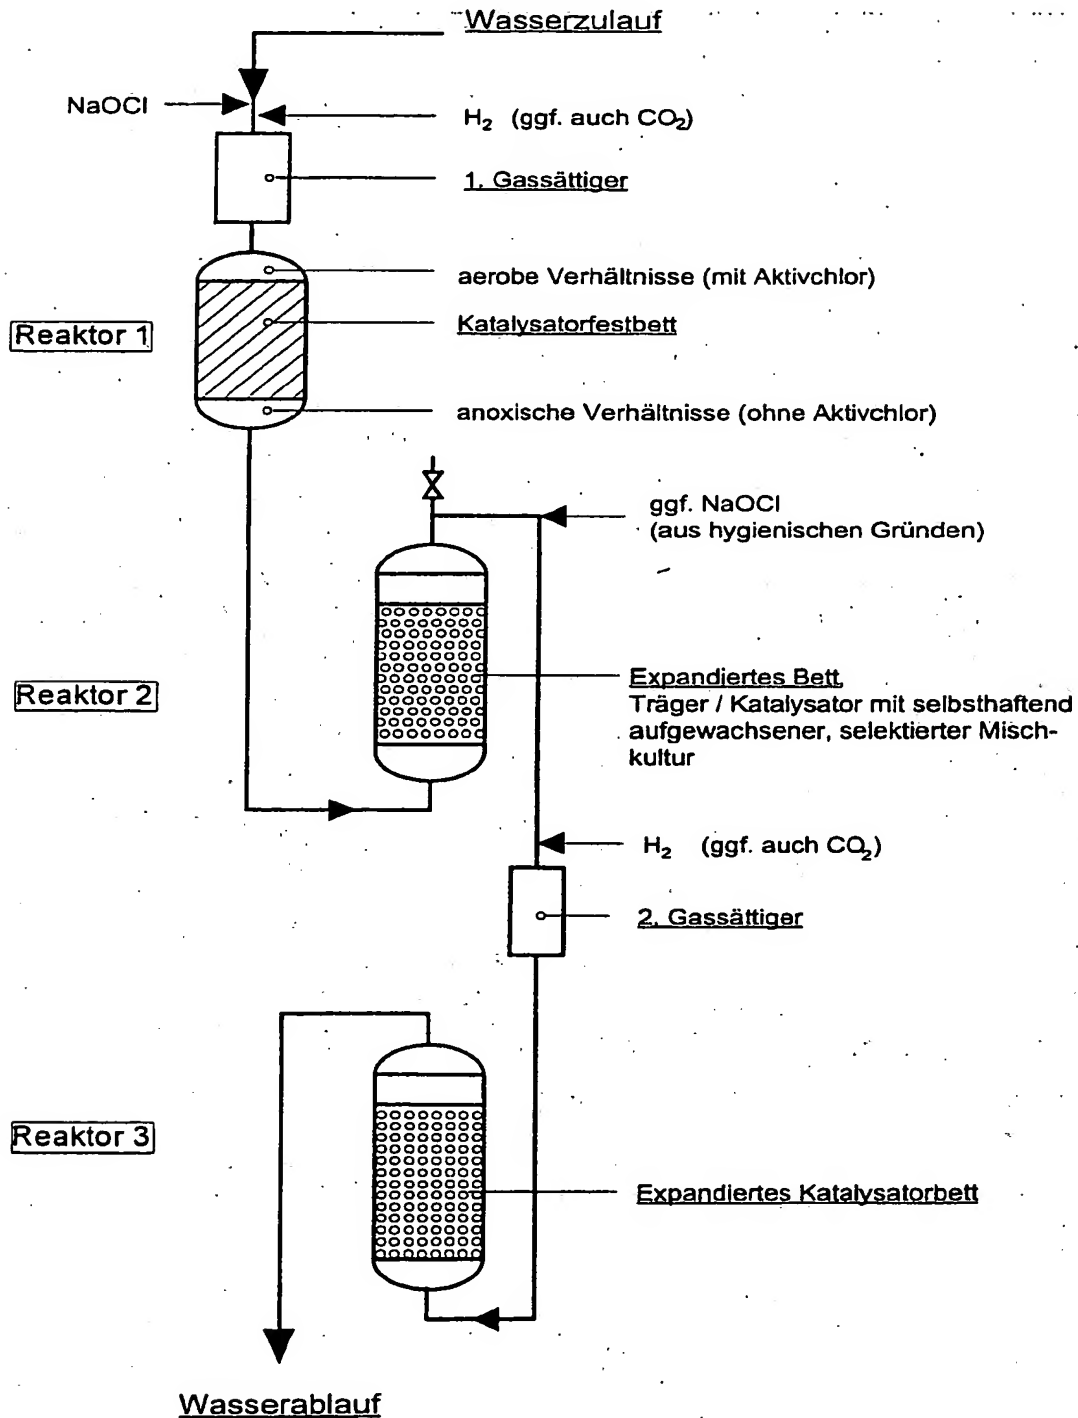 Wasserzulauf
NaOCl
H₂ (ggf. auch CO₂)
1. Gassättiger
aerobe Verhältnisse (mit Aktivchlor)
Reaktor 1
Katalysatorfestbett
anoxische Verhältnisse (ohne Aktivchlor)
ggf. NaOCl
(aus hygienischen Gründen)
Reaktor 2
Expandiertes Bett
Träger / Katalysator mit selbsthaftend
aufgewachsener, selektierter Misch-
kultur
H₂ (ggf. auch CO₂)
2. Gassättiger
Reaktor 3
Expandiertes Katalysatorbett
Wasserablauf